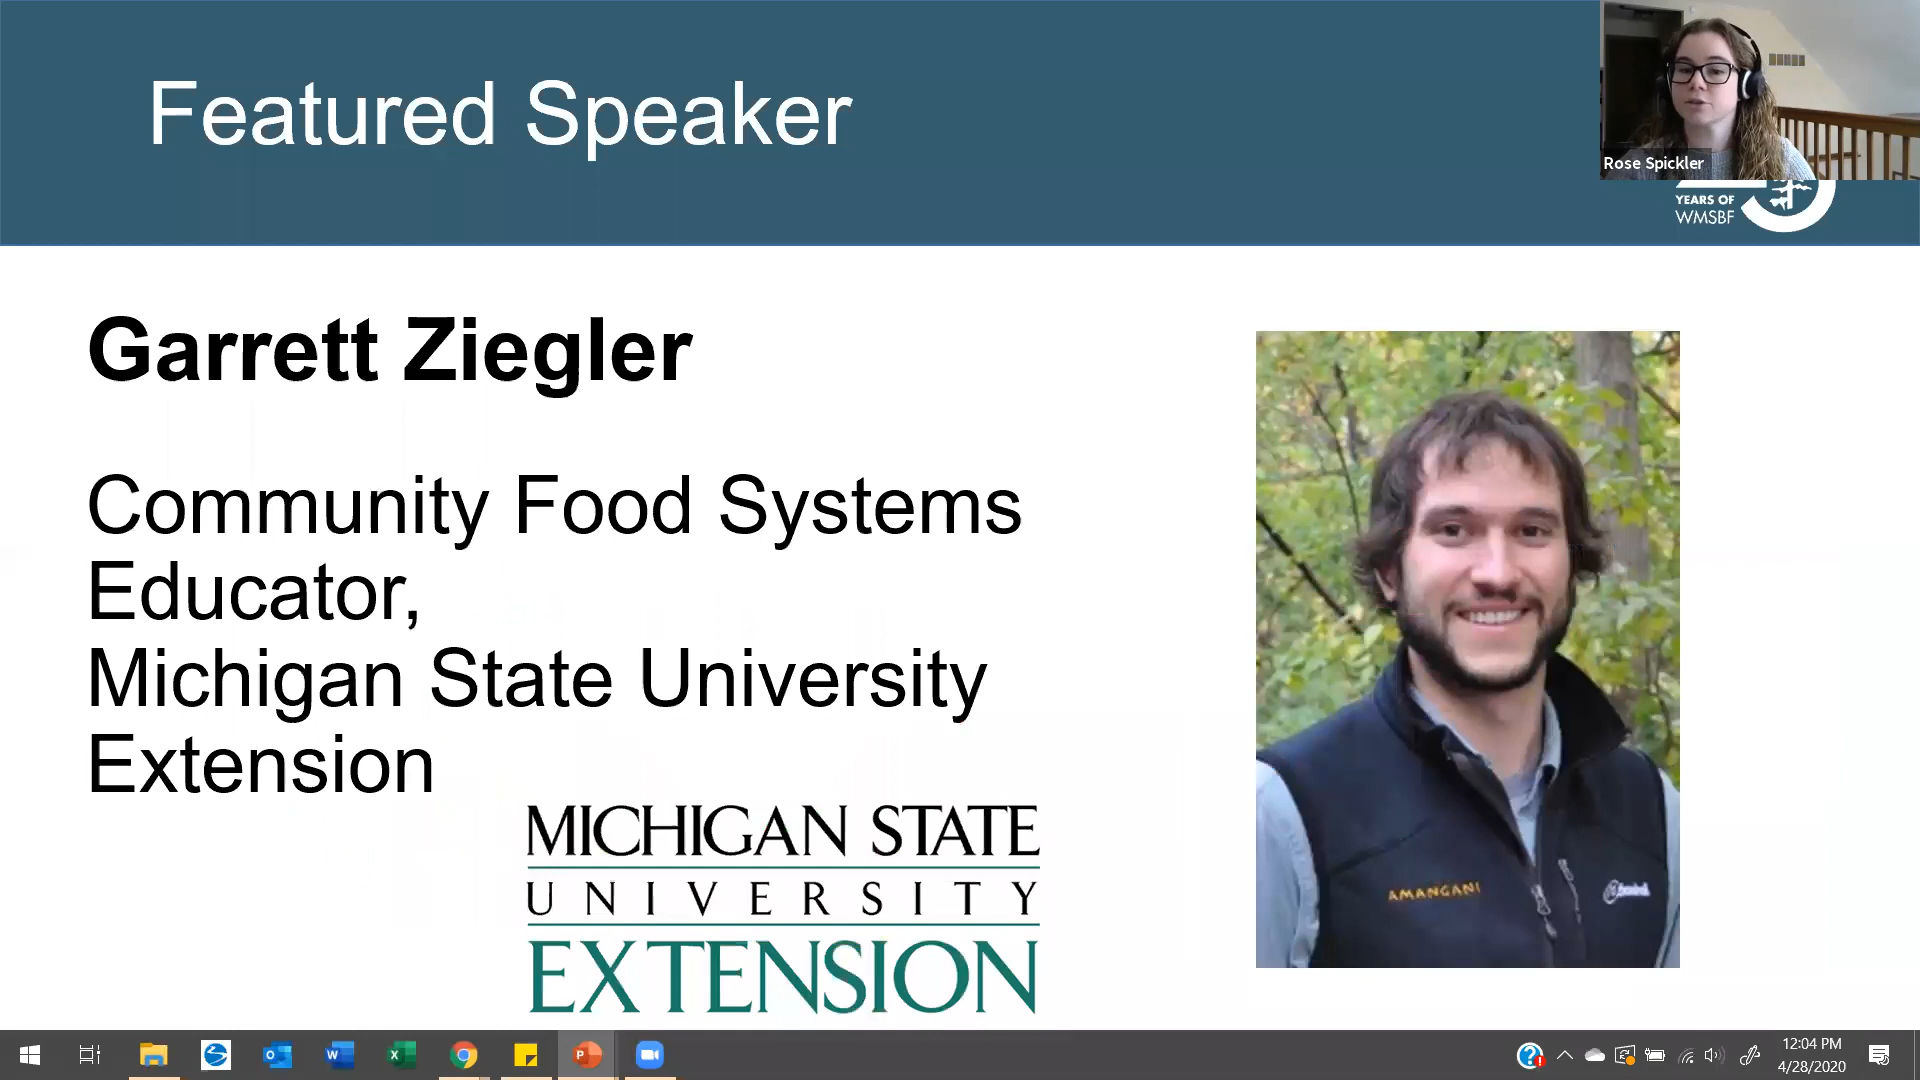 Featured Speaker
Rose Spickler
YEARS OF
WMSBF
Garrett Ziegler
Community Food Systems
Educator,
Michigan State University
Extension
MICHIGAN STATE
UNIVERSITY
EXTENSION
AMANGANI
12:04 PM
4/28/2020